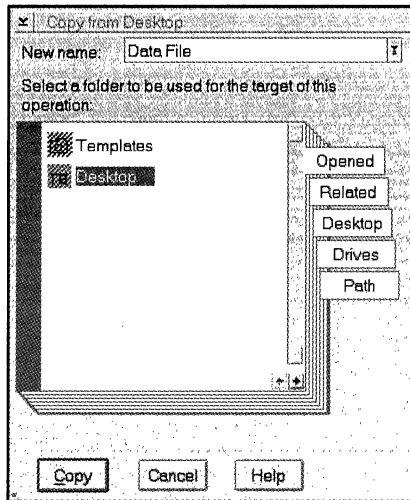 Copy from Desktop
New name: Data File
Select a folder to be used for the target of this
operation:
Templates
Desktop
Opened
Related
Desktop
Drives
Path
Copy Cancel Help